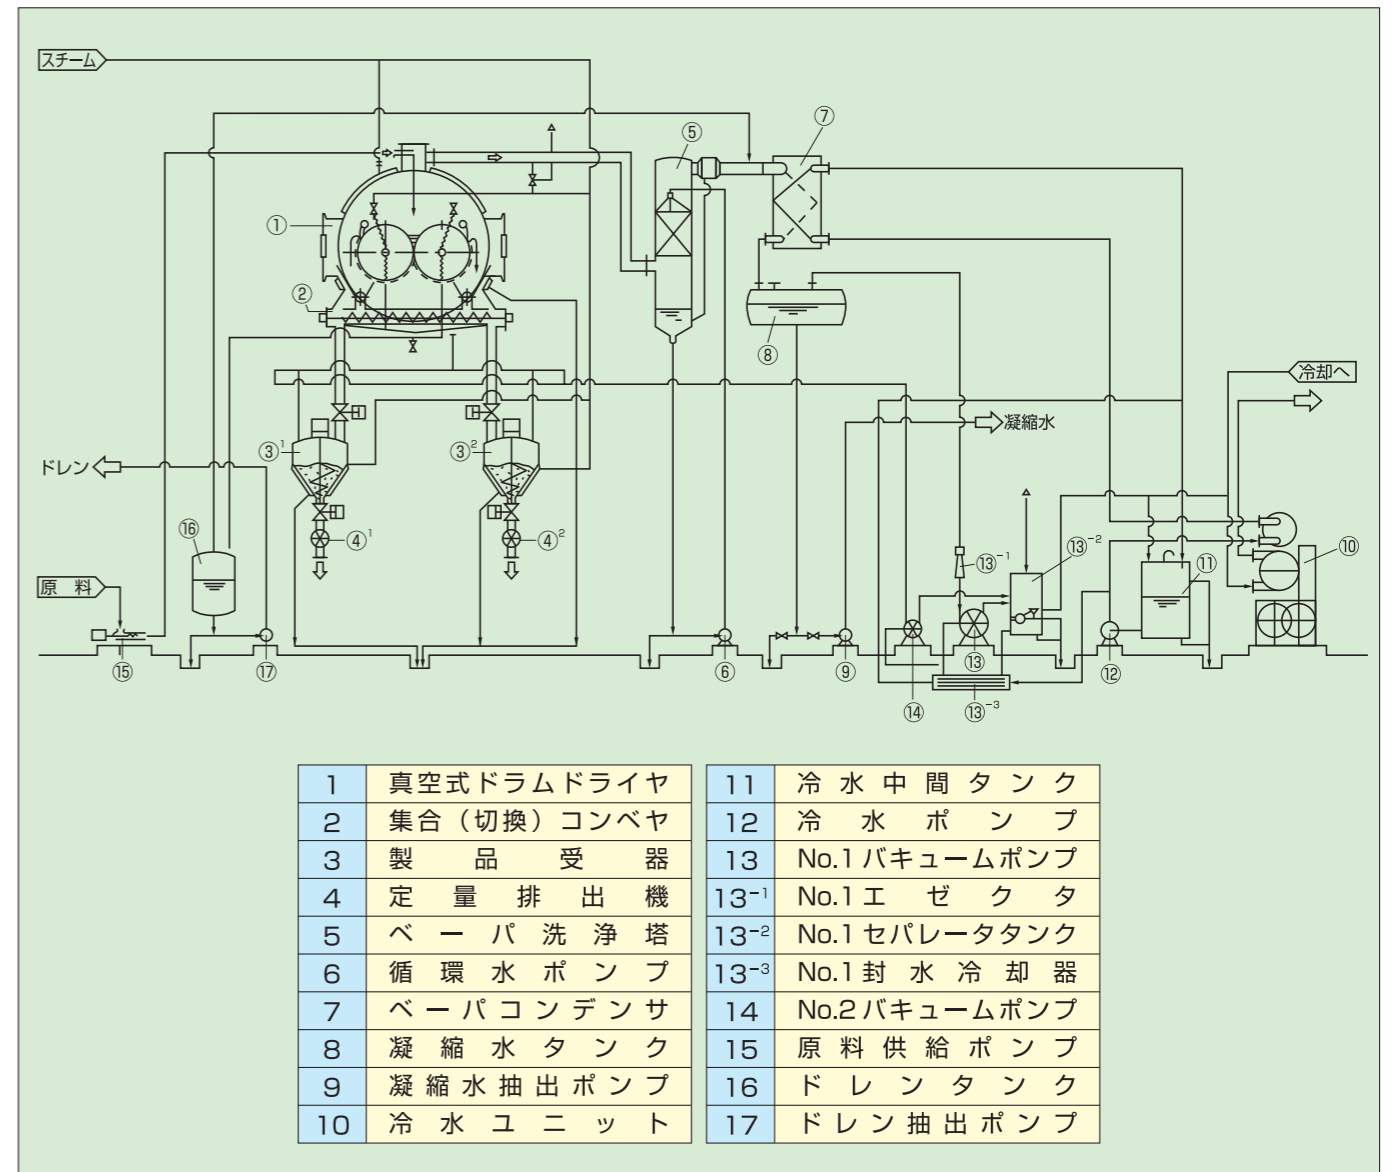 スチーム
⑦
⑤
①
②
⑧
冷却へ
凝縮水
③1
③2
ドレン
④1
④2
⑯
⑬-1
⑬-2
⑩
⑪
原料
⑮
⑰
⑥
⑨
⑬
⑫
⑭
⑬-3
1 真空式ドラムドライヤ
2 集合（切換）コンベヤ
3 製品受器
4 定量排出機
5 ベーパ洗浄塔
6 循環水ポンプ
7 ベーパコンデンサ
8 凝縮水タンク
9 凝縮水抽出ポンプ
10 冷水ユニット
11 冷水中間タンク
12 冷水ポンプ
13 No.1バキュームポンプ
13-1 No.1エゼクタ
13-2 No.1セパレータタンク
13-3 No.1封水冷却器
14 No.2バキュームポンプ
15 原料供給ポンプ
16 ドレンタンク
17 ドレン抽出ポンプ